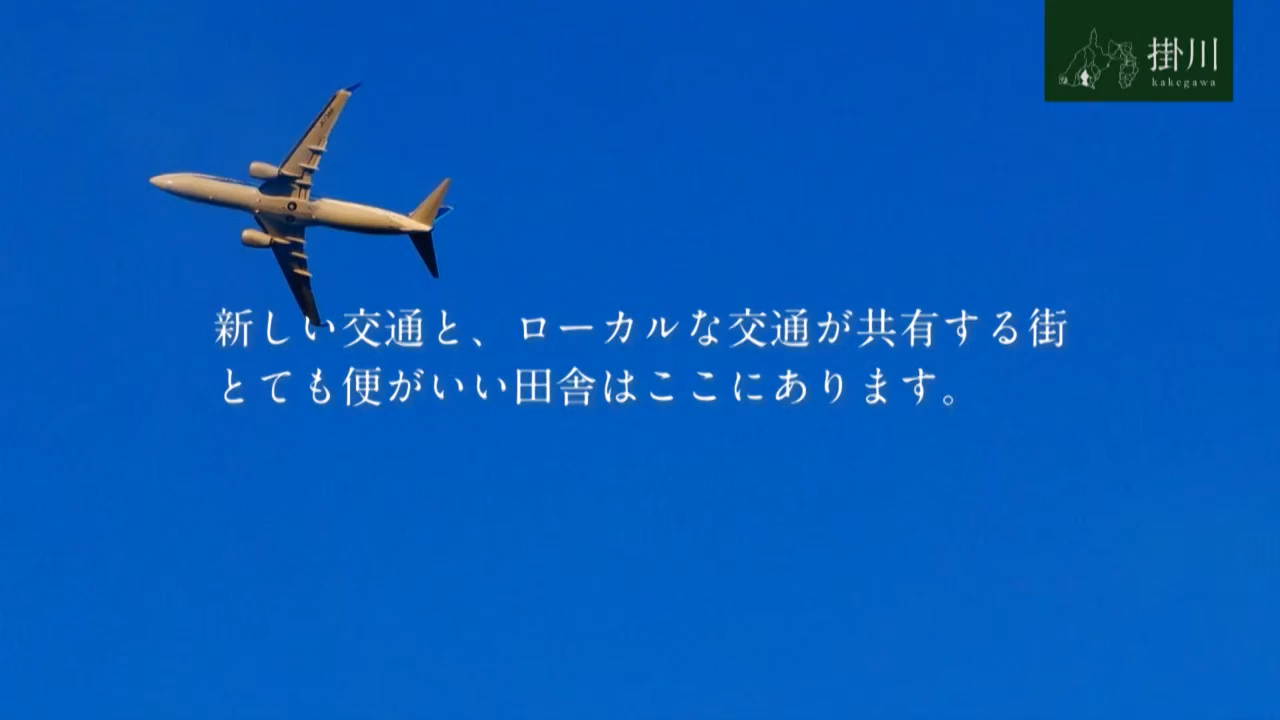 掛川
kakegawa
新しい交通と、ローカルな交通が共有する街
とても便がいい田舎はここにあります。